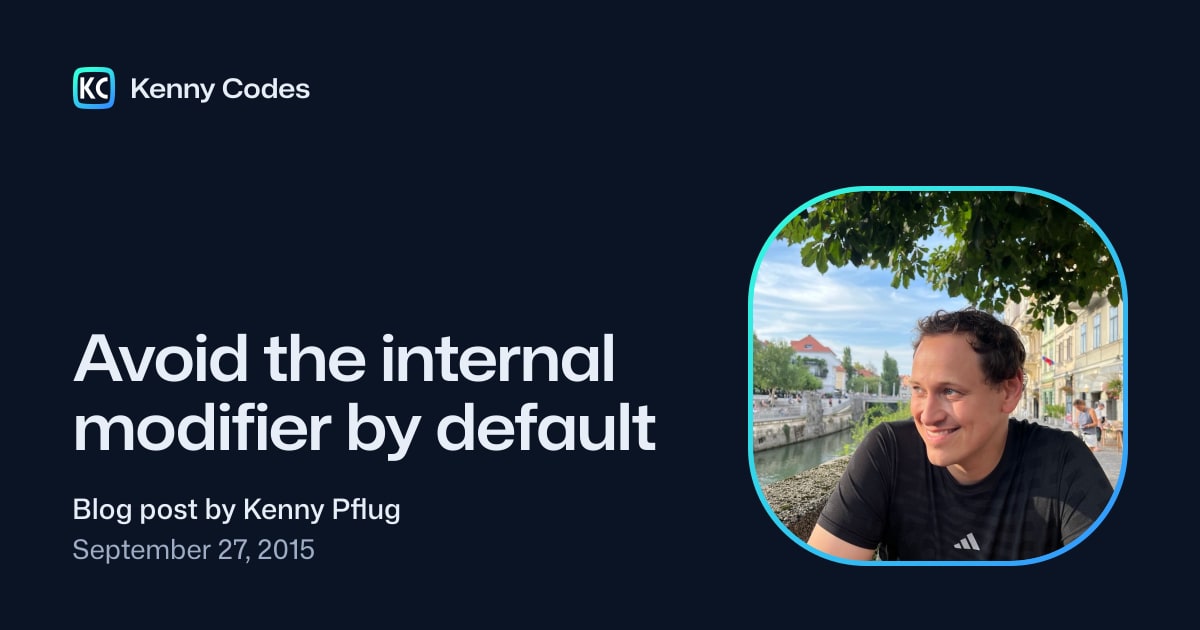 KC Kenny Codes
Avoid the internal
modifier by default
Blog post by Kenny Pflug
September 27, 2015